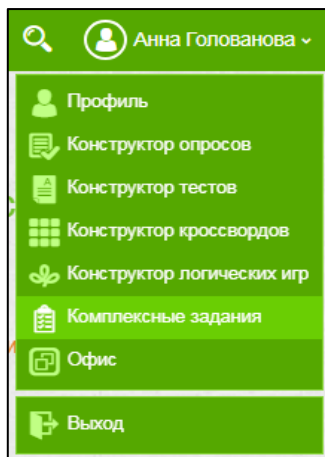 Анна Голованова
Профиль
Конструктор опросов
Конструктор тестов
Конструктор кроссвордов
Конструктор логических игр
Комплексные задания
Офис
Выход